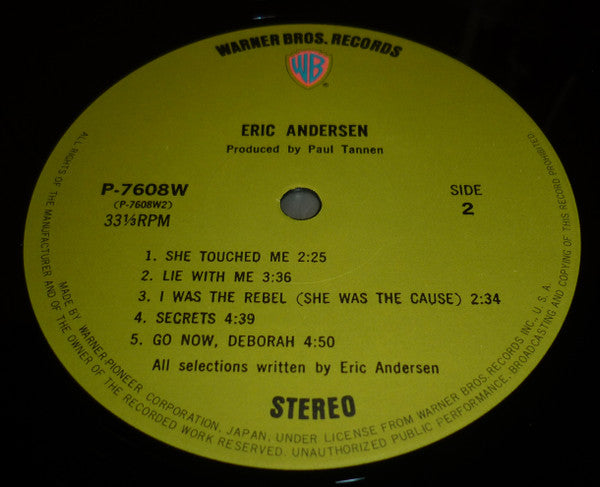 WARNER BROS. RECORDS
WB
®
ERIC ANDERSEN
Produced by Paul Tannen
P-7608W
(P-7608W2)
33⅓RPM
SIDE
2
1. SHE TOUCHED ME 2:25
2. LIE WITH ME 3:36
3. I WAS THE REBEL (SHE WAS THE CAUSE) 2:34
4. SECRETS 4:39
5. GO NOW, DEBORAH 4:50
All selections written by Eric Andersen
STEREO
MADE BY WARNER-PIONEER CORPORATION, JAPAN, UNDER LICENSE FROM WARNER BROS. RECORDS INC., U.S.A.
ALL RIGHTS OF THE MANUFACTURER AND OF THE OWNER OF THE RECORDED WORK RESERVED. UNAUTHORIZED PUBLIC PERFORMANCE, BROADCASTING AND COPYING OF THIS RECORD PROHIBITED